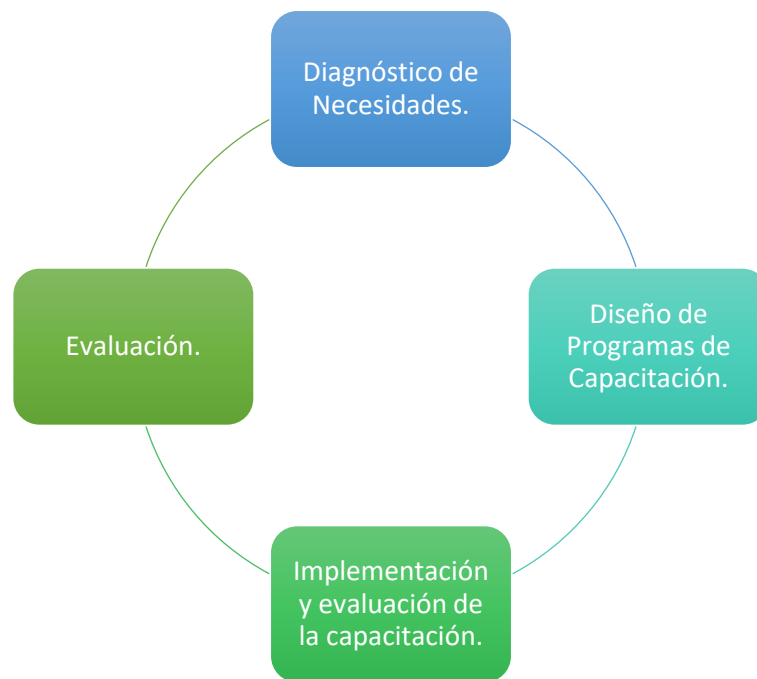 Diagnóstico de
Necesidades.
Diseño de
Programas de
Capacitación.
Implementación
y evaluación de
la capacitación.
Evaluación.